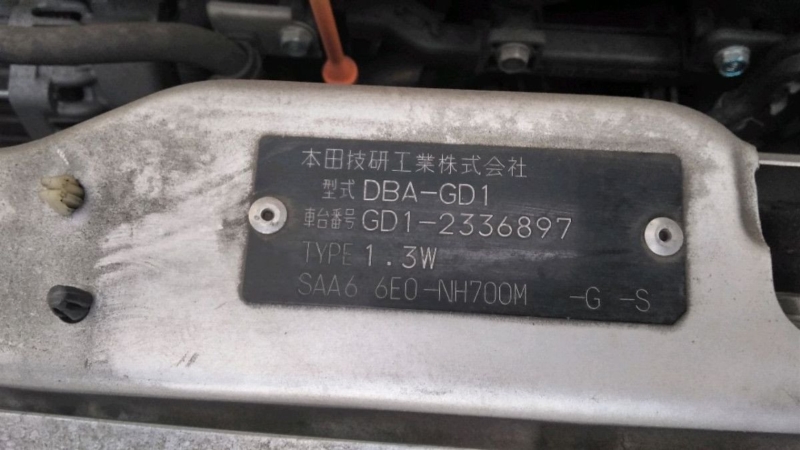 本田技研工業株式会社
型式 DBA-GD1
車台番号 GD1-2336897
TYPE 1.3W
SAA6 6E0-NH700M -G -S